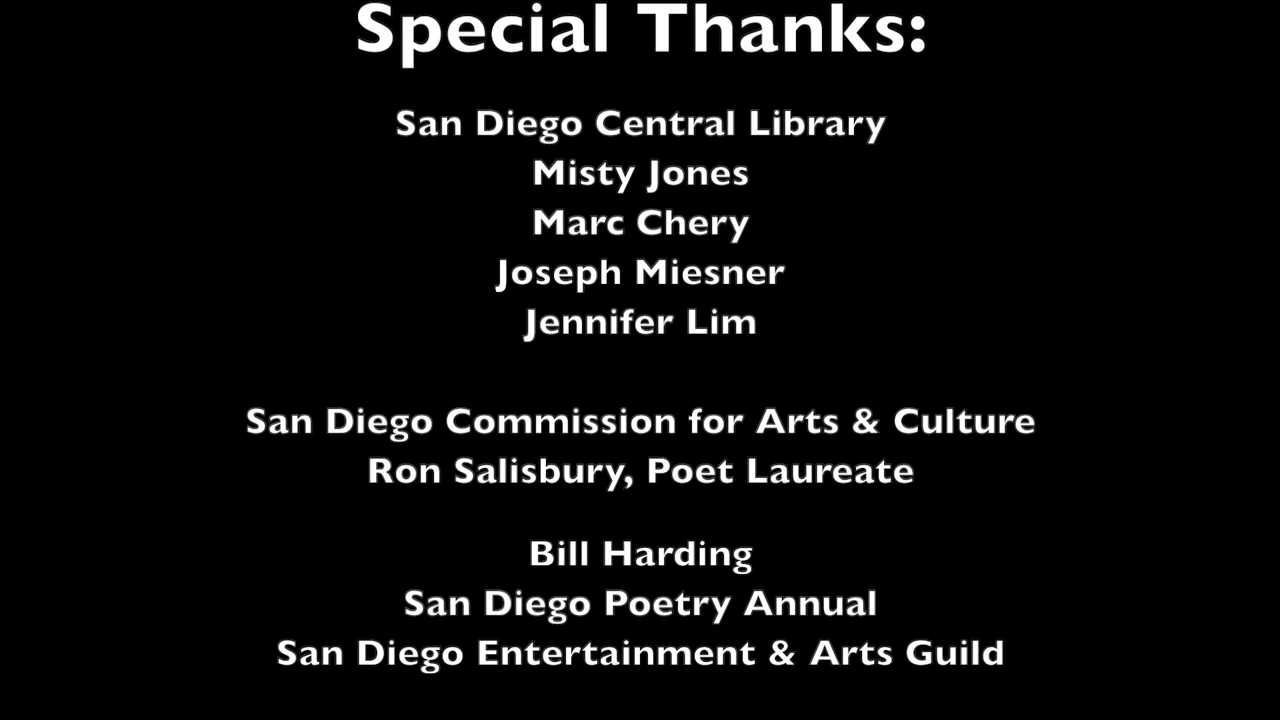 Special Thanks:
San Diego Central Library
Misty Jones
Marc Chery
Joseph Miesner
Jennifer Lim
San Diego Commission for Arts & Culture
Ron Salisbury, Poet Laureate
Bill Harding
San Diego Poetry Annual
San Diego Entertainment & Arts Guild